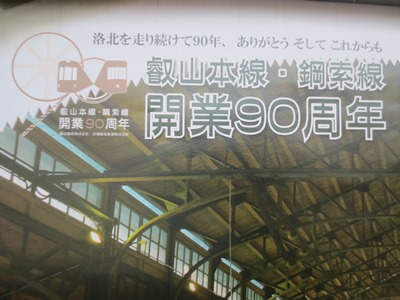 洛北を走り続けて90年、ありがとう そして これからも
叡山本線・鋼索線
開業90周年
叡山本線・鋼索線
開業90周年